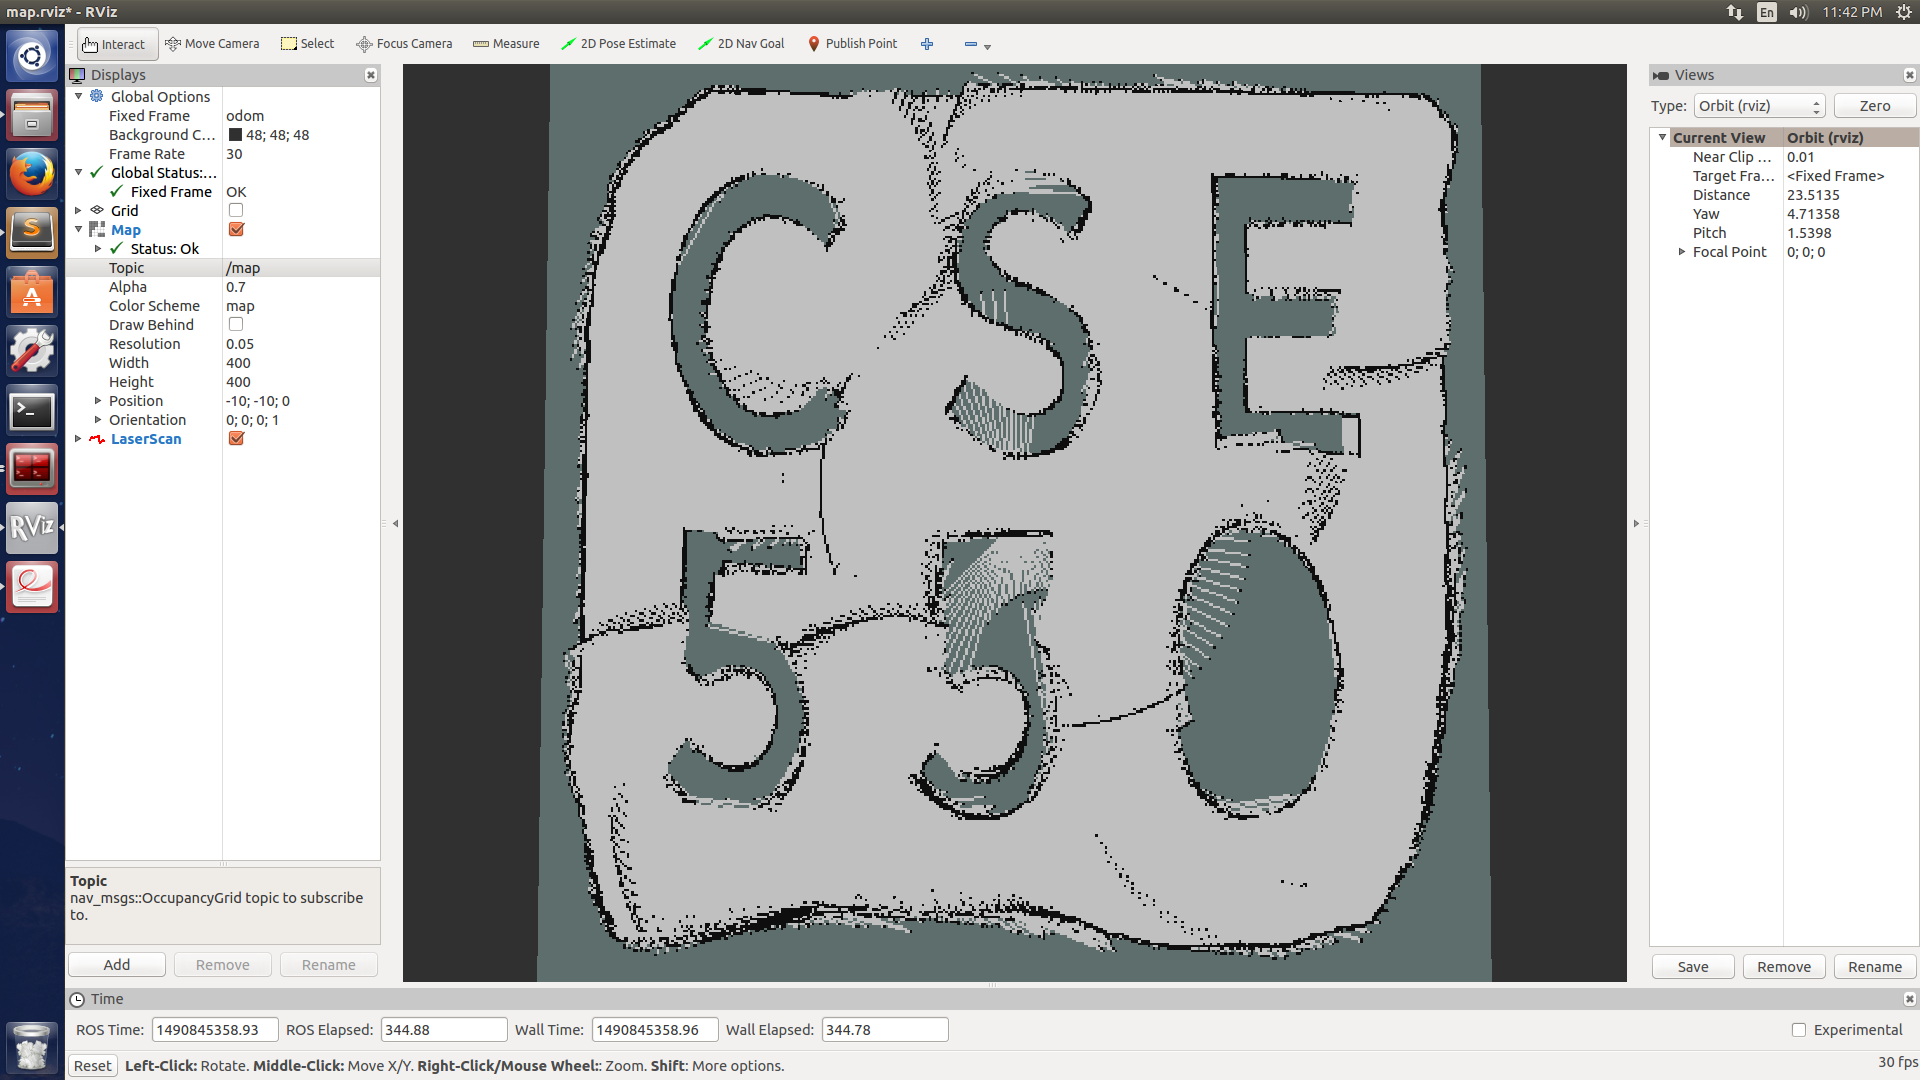 map.rviz* - RViz
En
11:42 PM
Interact
Move Camera
Select
Focus Camera
Measure
2D Pose Estimate
2D Nav Goal
Publish Point
Displays
Global Options
Fixed Frame odom
Background C... 48; 48; 48
Frame Rate 30
Global Status:...
Fixed Frame OK
Grid
Map
Status: Ok
Topic /map
Alpha 0.7
Color Scheme map
Draw Behind
Resolution 0.05
Width 400
Height 400
Position -10; -10; 0
Orientation 0; 0; 0; 1
LaserScan
Topic
nav_msgs::OccupancyGrid topic to subscribe
to.
Add Remove Rename
RViz
CSE
530
Views
Type: Orbit (rviz) Zero
Current View Orbit (rviz)
Near Clip ... 0.01
Target Fra... <Fixed Frame>
Distance 23.5135
Yaw 4.71358
Pitch 1.5398
Focal Point 0; 0; 0
Save Remove Rename
Time
ROS Time: 1490845358.93 ROS Elapsed: 344.88 Wall Time: 1490845358.96 Wall Elapsed: 344.78 Experimental
Reset Left-Click: Rotate. Middle-Click: Move X/Y. Right-Click/Mouse Wheel:: Zoom. Shift: More options. 30 fps